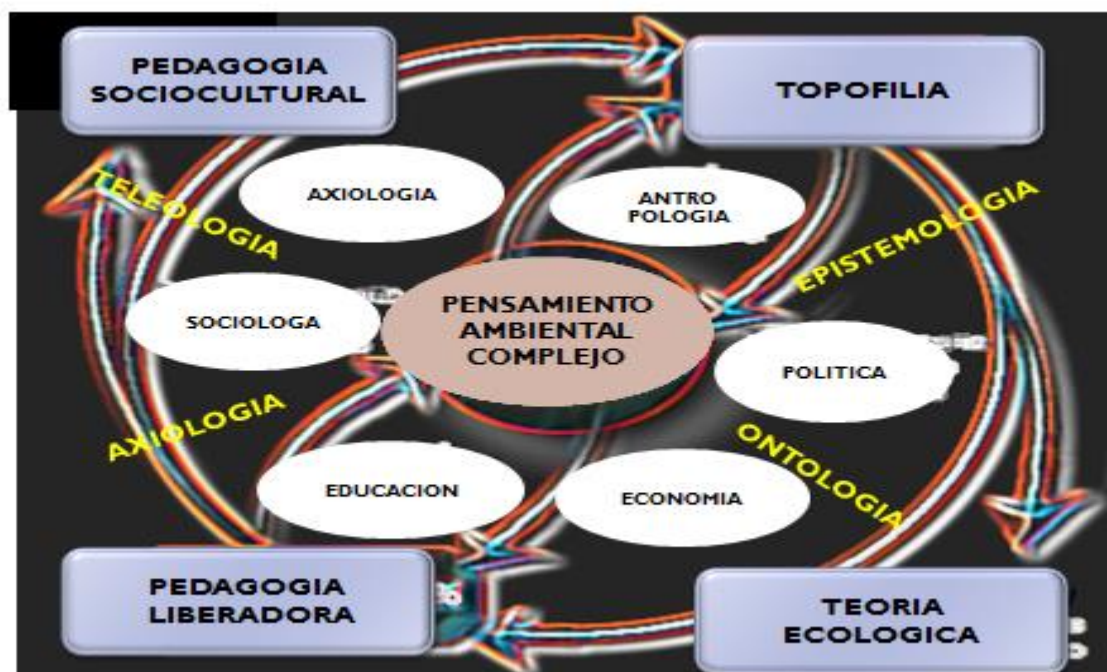 PEDAGOGIA
SOCIOCULTURAL
TOPOFILIA
AXIOLOGIA
ANTRO
POLOGIA
TELEOLOGIA
EPISTEMOLOGIA
SOCIOLOGA
PENSAMIENTO
AMBIENTAL
COMPLEJO
POLITICA
AXIOLOGIA
ONTOLOGIA
EDUCACION
ECONOMIA
PEDAGOGIA
LIBERADORA
TEORIA
ECOLOGICA